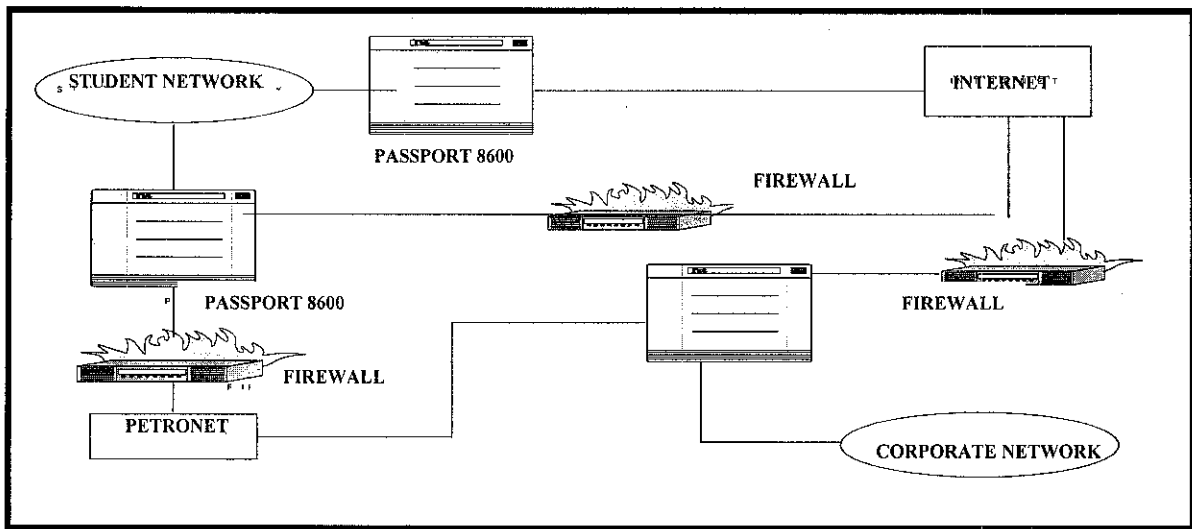 STUDENT NETWORK
INTERNET
PASSPORT 8600
FIREWALL
PASSPORT 8600
FIREWALL
FIREWALL
PETRONET
CORPORATE NETWORK